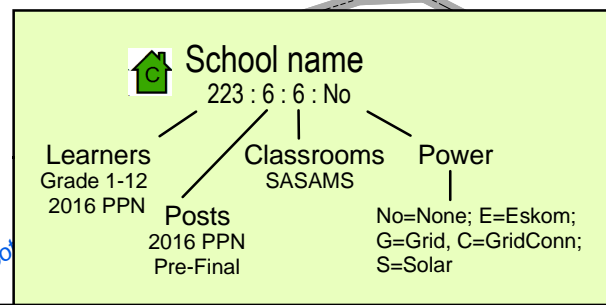 C
School name
223 : 6 : 6 : No
Learners
Grade 1-12
2016 PPN
Posts
2016 PPN
Pre-Final
Classrooms
SASAMS
Power
No=None; E=Eskom;
G=Grid, C=GridConn;
S=Solar